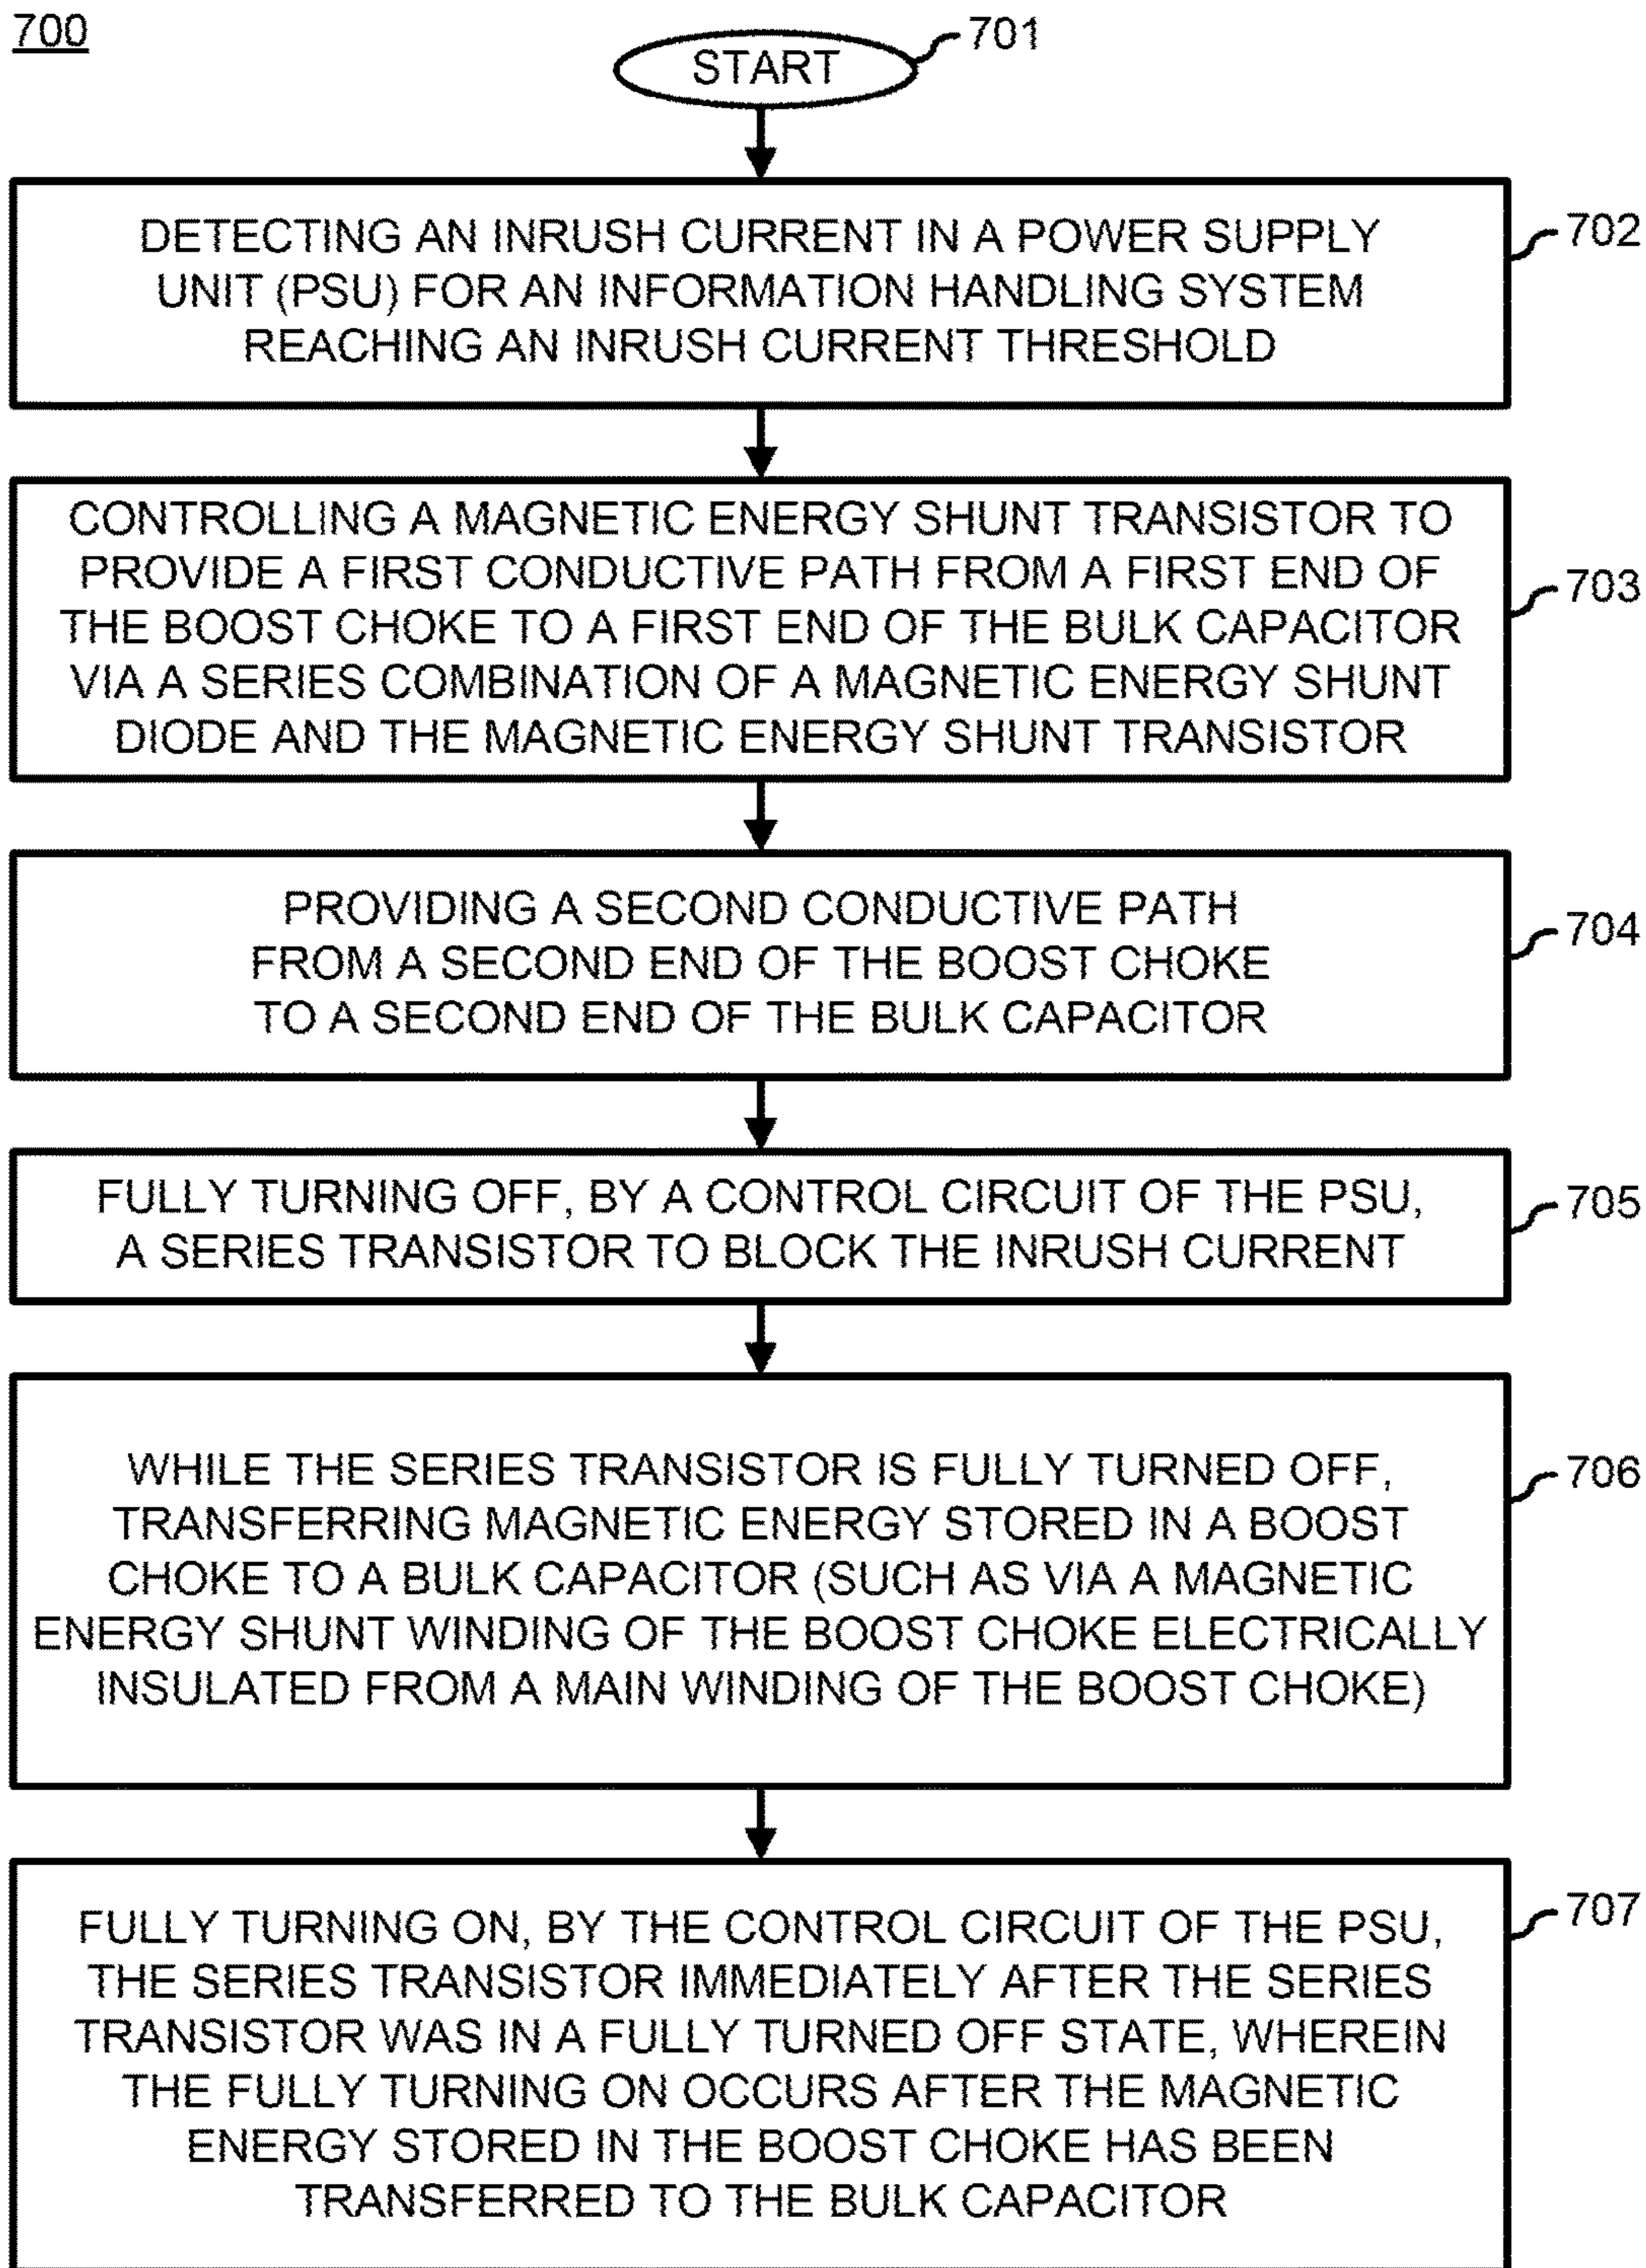 700
START
701
DETECTING AN INRUSH CURRENT IN A POWER SUPPLY
UNIT (PSU) FOR AN INFORMATION HANDLING SYSTEM
REACHING AN INRUSH CURRENT THRESHOLD
702
CONTROLLING A MAGNETIC ENERGY SHUNT TRANSISTOR TO
PROVIDE A FIRST CONDUCTIVE PATH FROM A FIRST END OF
THE BOOST CHOKE TO A FIRST END OF THE BULK CAPACITOR
VIA A SERIES COMBINATION OF A MAGNETIC ENERGY SHUNT
DIODE AND THE MAGNETIC ENERGY SHUNT TRANSISTOR
703
PROVIDING A SECOND CONDUCTIVE PATH
FROM A SECOND END OF THE BOOST CHOKE
TO A SECOND END OF THE BULK CAPACITOR
704
FULLY TURNING OFF, BY A CONTROL CIRCUIT OF THE PSU,
A SERIES TRANSISTOR TO BLOCK THE INRUSH CURRENT
705
WHILE THE SERIES TRANSISTOR IS FULLY TURNED OFF,
TRANSFERRING MAGNETIC ENERGY STORED IN A BOOST
CHOKE TO A BULK CAPACITOR (SUCH AS VIA A MAGNETIC
ENERGY SHUNT WINDING OF THE BOOST CHOKE ELECTRICALLY
INSULATED FROM A MAIN WINDING OF THE BOOST CHOKE)
706
FULLY TURNING ON, BY THE CONTROL CIRCUIT OF THE PSU,
THE SERIES TRANSISTOR IMMEDIATELY AFTER THE SERIES
TRANSISTOR WAS IN A FULLY TURNED OFF STATE, WHEREIN
THE FULLY TURNING ON OCCURS AFTER THE MAGNETIC
ENERGY STORED IN THE BOOST CHOKE HAS BEEN
TRANSFERRED TO THE BULK CAPACITOR
707